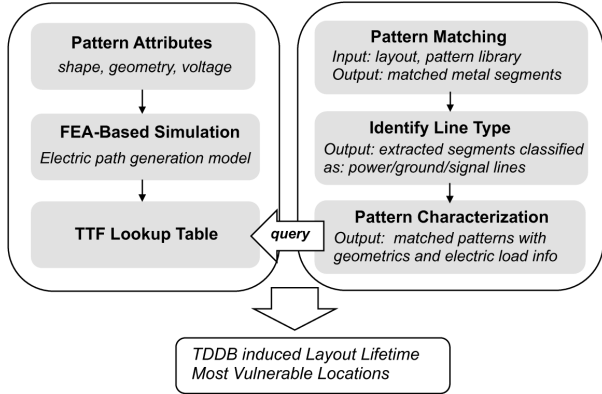 Pattern Attributes
shape, geometry, voltage
FEA-Based Simulation
Electric path generation model
TTF Lookup Table
Pattern Matching
Input: layout, pattern library
Output: matched metal segments
Identify Line Type
Output: extracted segments classified
as: power/ground/signal lines
Pattern Characterization
Output: matched patterns with
geometrics and electric load info
query
TDDB induced Layout Lifetime
Most Vulnerable Locations